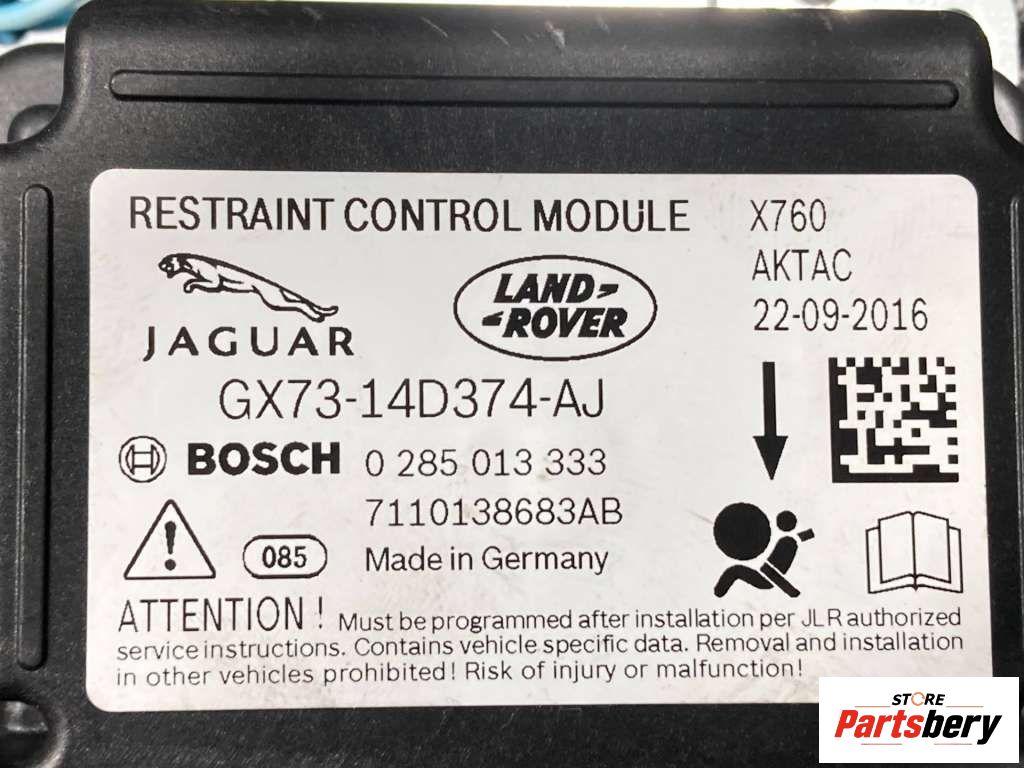 RESTRAINT CONTROL MODULE
X760
AKTAC
22-09-2016
JAGUAR
LAND
ROVER
GX73-14D374-AJ
BOSCH 0 285 013 333
7110138683AB
085 Made in Germany
ATTENTION ! Must be programmed after installation per JLR authorized
service instructions. Contains vehicle specific data. Removal and installation
in other vehicles prohibited! Risk of injury or malfunction!
STORE
Partsbery